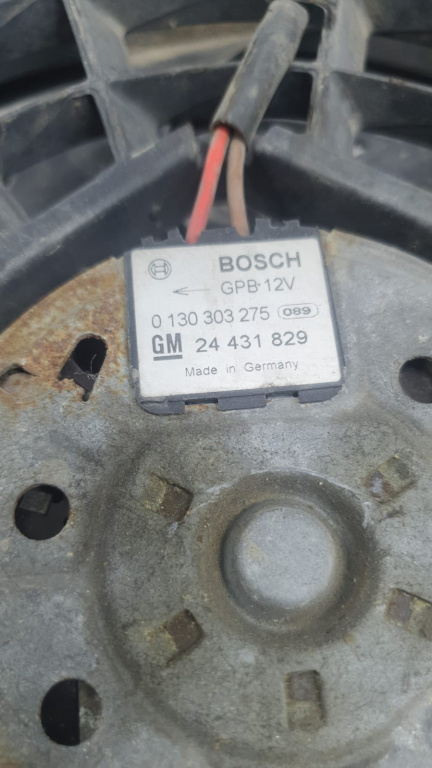 BOSCH
← GPB·12V
0 130 303 275 089
GM 24 431 829
Made in Germany